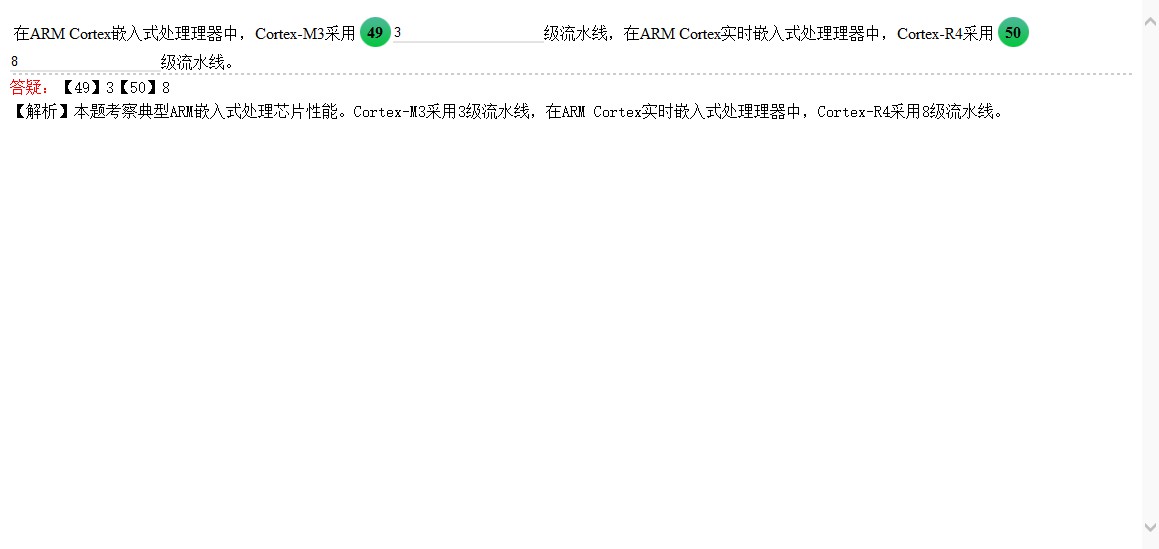 在ARM Cortex嵌入式处理理器中，Cortex-M3采用 49 3 级流水线，在ARM Cortex实时嵌入式处理理器中，Cortex-R4采用 50
8 级流水线。
答疑：【49】3【50】8
【解析】本题考察典型ARM嵌入式处理芯片性能。Cortex-M3采用3级流水线，在ARM Cortex实时嵌入式处理理器中，Cortex-R4采用8级流水线。